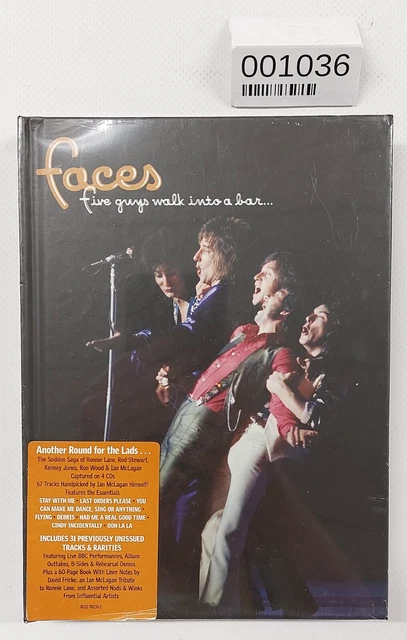 001036
faces
five guys walk into a bar...
Another Round for the Lads . . .
The Sodden Saga of Ronnie Lane, Rod Stewart,
Kenney Jones, Ron Wood & Ian McLagan
Captured on 4 CDs
67 Tracks Handpicked by Ian McLagan Himself!
Features the Essentials
STAY WITH ME • LAST ORDERS PLEASE • YOU
CAN MAKE ME DANCE, SING OR ANYTHING •
FLYING • DEBRIS • HAD ME A REAL GOOD TIME •
CINDY INCIDENTALLY • OOH LA LA
INCLUDES 31 PREVIOUSLY UNISSUED
TRACKS & RARITIES
Featuring Live BBC Performances, Album
Outtakes, B-Sides & Rehearsal Demos
Plus a 60-Page Book With Liner Notes by
David Fricke, an Ian McLagan Tribute
to Ronnie Lane, and Assorted Nods & Winks
From Influential Artists